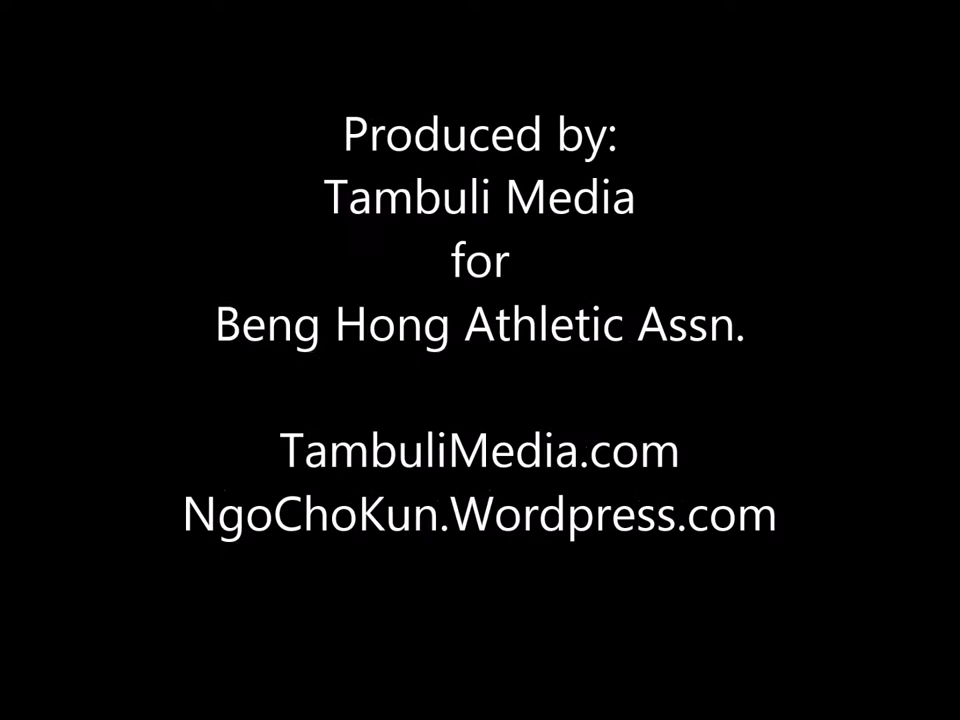 Produced by:
Tambuli Media
for
Beng Hong Athletic Assn.
TambuliMedia.com
NgoChoKun.Wordpress.com